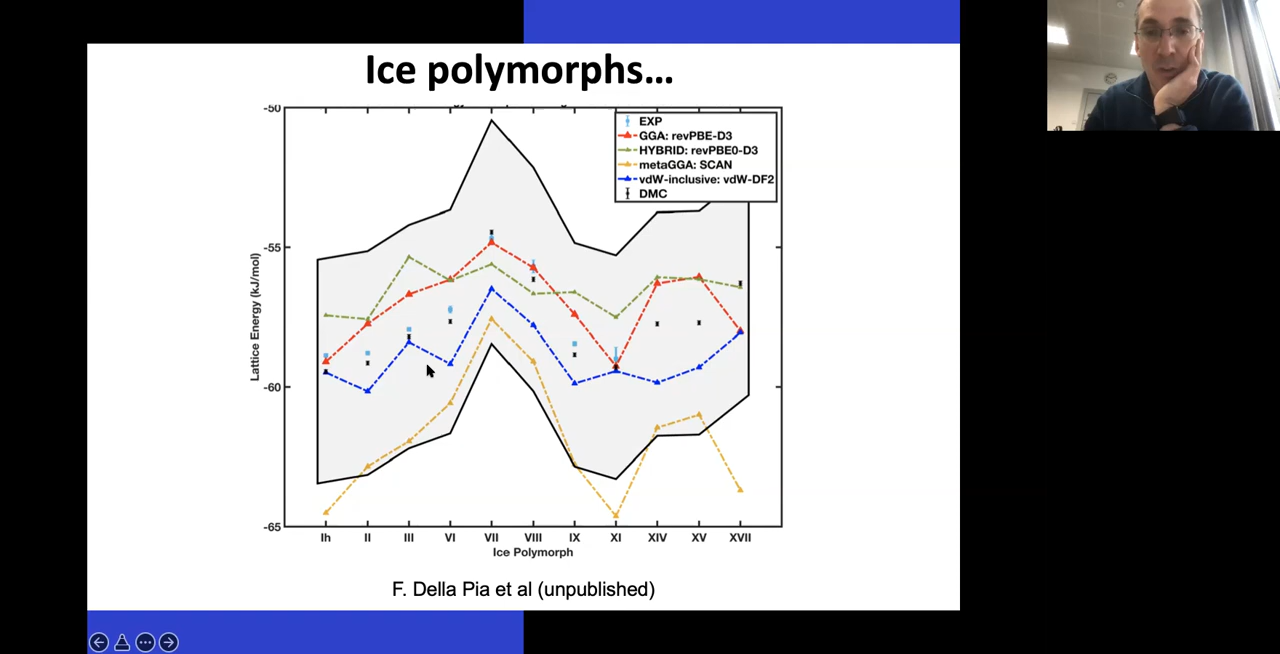 Ice polymorphs...
-50
-55
-60
-65
Lattice Energy (kJ/mol)
EXP
GGA: revPBE-D3
HYBRID: revPBE0-D3
metaGGA: SCAN
vdW-inclusive: vdW-DF2
DMC
Ih II III VI VII VIII IX XI XIV XV XVII
Ice Polymorph
F. Della Pia et al (unpublished)